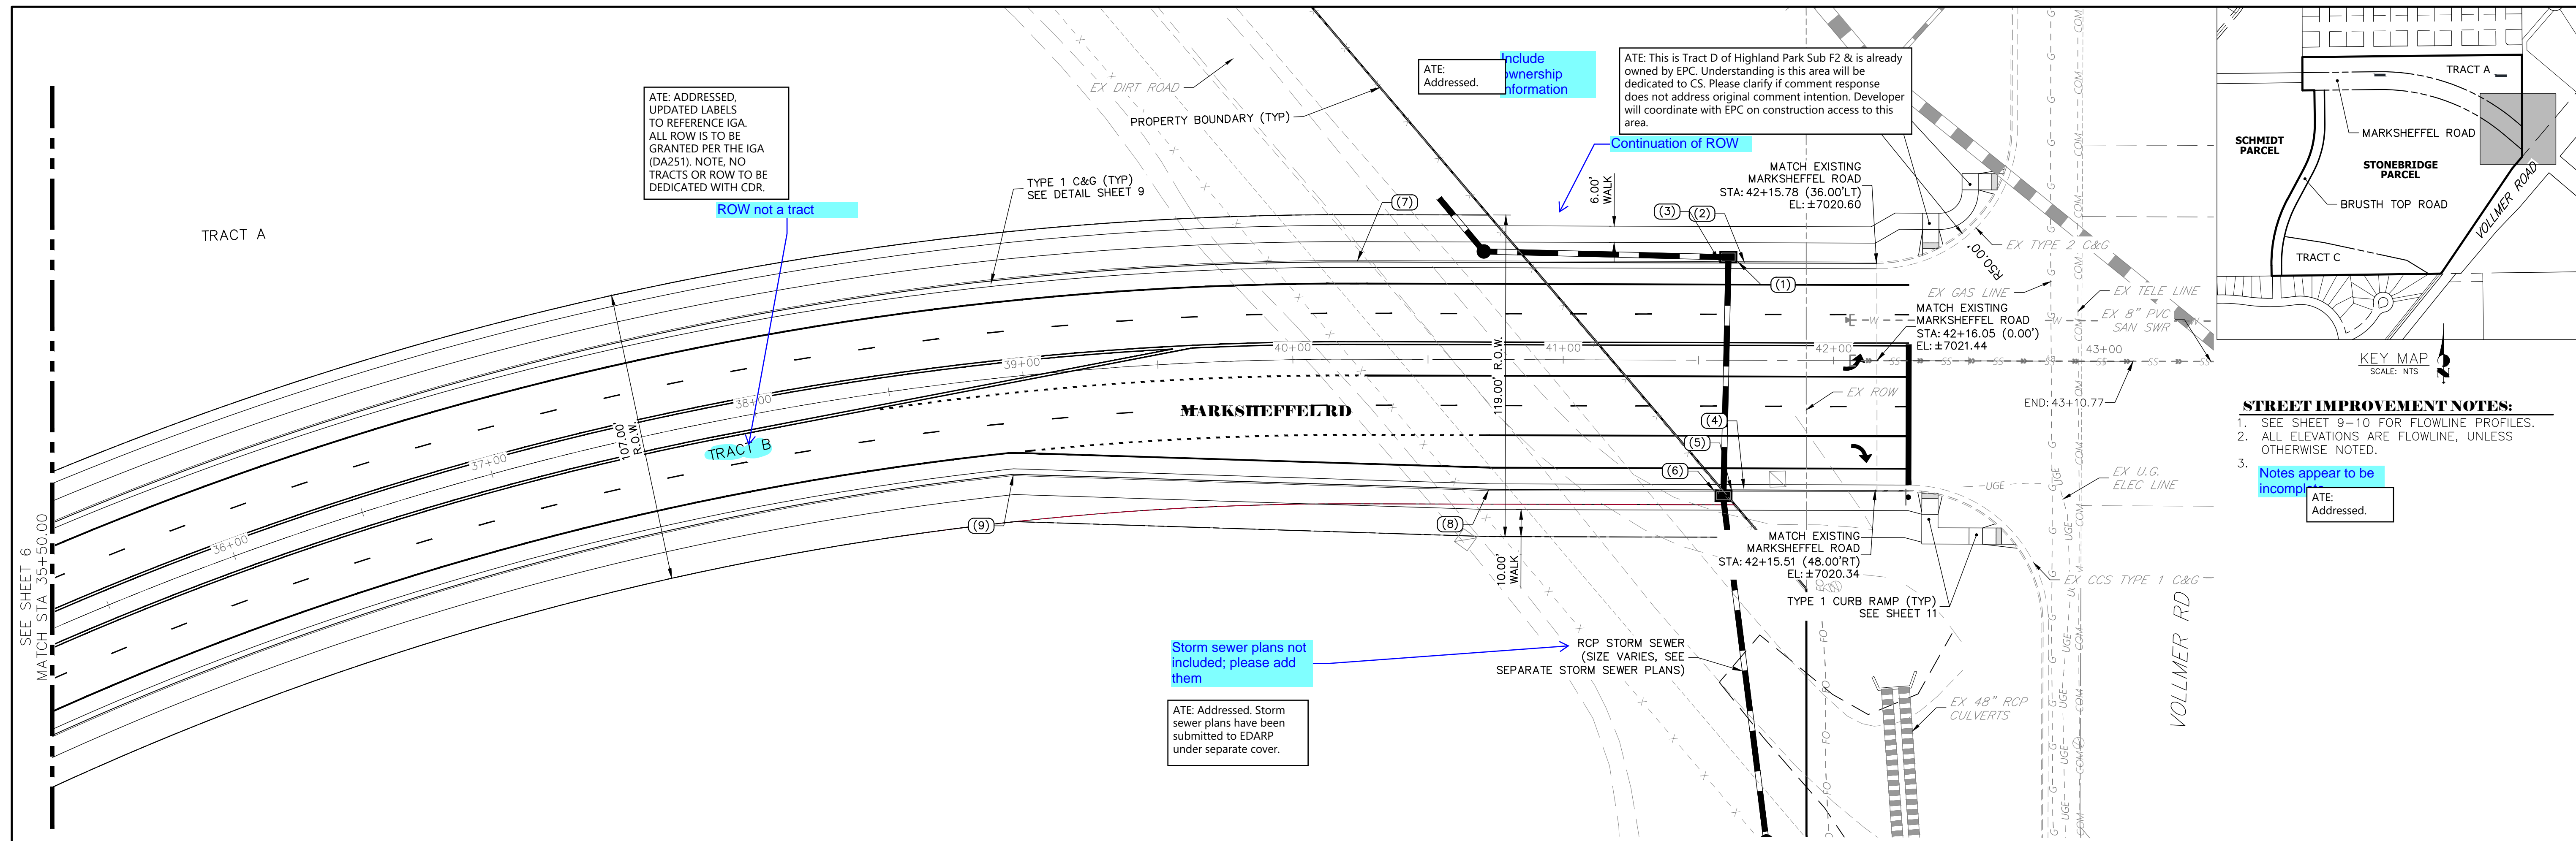 SEE SHEET 6
MATCH STA 35+50.00
TRACT A
ATE: ADDRESSED,
UPDATED LABELS
TO REFERENCE IGA.
ALL ROW IS TO BE
GRANTED PER THE IGA
(DA251). NOTE, NO
TRACTS OR ROW TO BE
DEDICATED WITH CDR.
ROW not a tract
TYPE 1 C&G (TYP)
SEE DETAIL SHEET 9
EX DIRT ROAD
PROPERTY BOUNDARY (TYP)
ATE:
Addressed.
Include
ownership
information
ATE: This is Tract D of Highland Park Sub F2 & is already
owned by EPC. Understanding is this area will be
dedicated to CS. Please clarify if comment response
does not address original comment intention. Developer
will coordinate with EPC on construction access to this
area.
Continuation of ROW
6.00'
WALK
MATCH EXISTING
MARKSHEFFEL ROAD
STA: 42+15.78 (36.00'LT)
EL: ±7020.60
(7)
(3)
(2)
(1)
R50.00'
EX TYPE 2 C&G
EX GAS LINE
EX TELE LINE
MATCH EXISTING
MARKSHEFFEL ROAD
STA: 42+16.05 (0.00')
EL: ±7021.44
EX 8" PVC
SAN SWR
36+00
37+00
38+00
39+00
40+00
41+00
42+00
43+00
END: 43+10.77
107.00'
R.O.W.
TRACT B
MARKSHEFFEL RD
119.00' R.O.W.
EX ROW
(4)
(5)
(6)
(8)
(9)
10.00'
WALK
MATCH EXISTING
MARKSHEFFEL ROAD
STA: 42+15.51 (48.00'RT)
EL: ±7020.34
TYPE 1 CURB RAMP (TYP)
SEE SHEET 11
EX U.G.
ELEC LINE
EX CCS TYPE 1 C&G
VOLLMER RD
Storm sewer plans not
included; please add
them
ATE: Addressed. Storm
sewer plans have been
submitted to EDARP
under separate cover.
RCP STORM SEWER
(SIZE VARIES, SEE
SEPARATE STORM SEWER PLANS)
EX 48" RCP
CULVERTS
TRACT A
MARKSHEFFEL ROAD
SCHMIDT
PARCEL
STONEBRIDGE
PARCEL
BRUSTH TOP ROAD
VOLLMER ROAD
TRACT C
KEY MAP
SCALE: NTS
STREET IMPROVEMENT NOTES:
1. SEE SHEET 9-10 FOR FLOWLINE PROFILES.
2. ALL ELEVATIONS ARE FLOWLINE, UNLESS
OTHERWISE NOTED.
3.
Notes appear to be
incomplete
ATE:
Addressed.